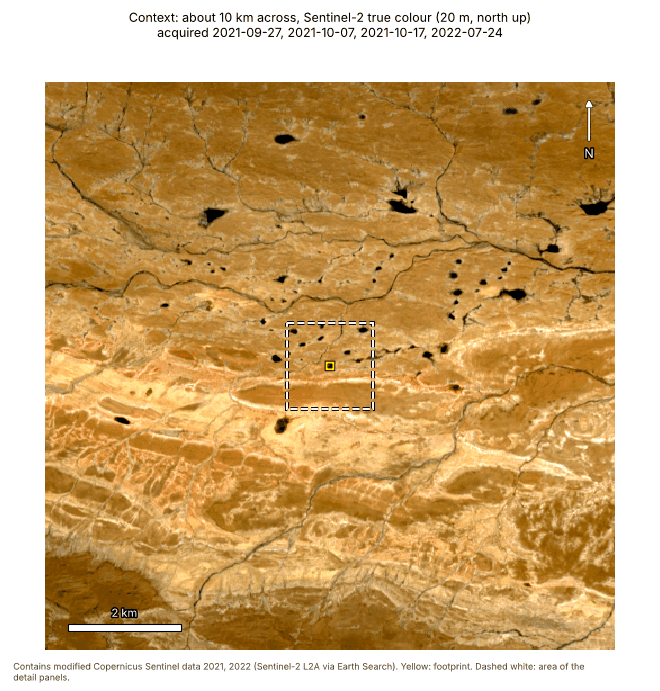 Context: about 10 km across, Sentinel-2 true colour (20 m, north up)
acquired 2021-09-27, 2021-10-07, 2021-10-17, 2022-07-24
N
2 km
Contains modified Copernicus Sentinel data 2021, 2022 (Sentinel-2 L2A via Earth Search). Yellow: footprint. Dashed white: area of the
detail panels.